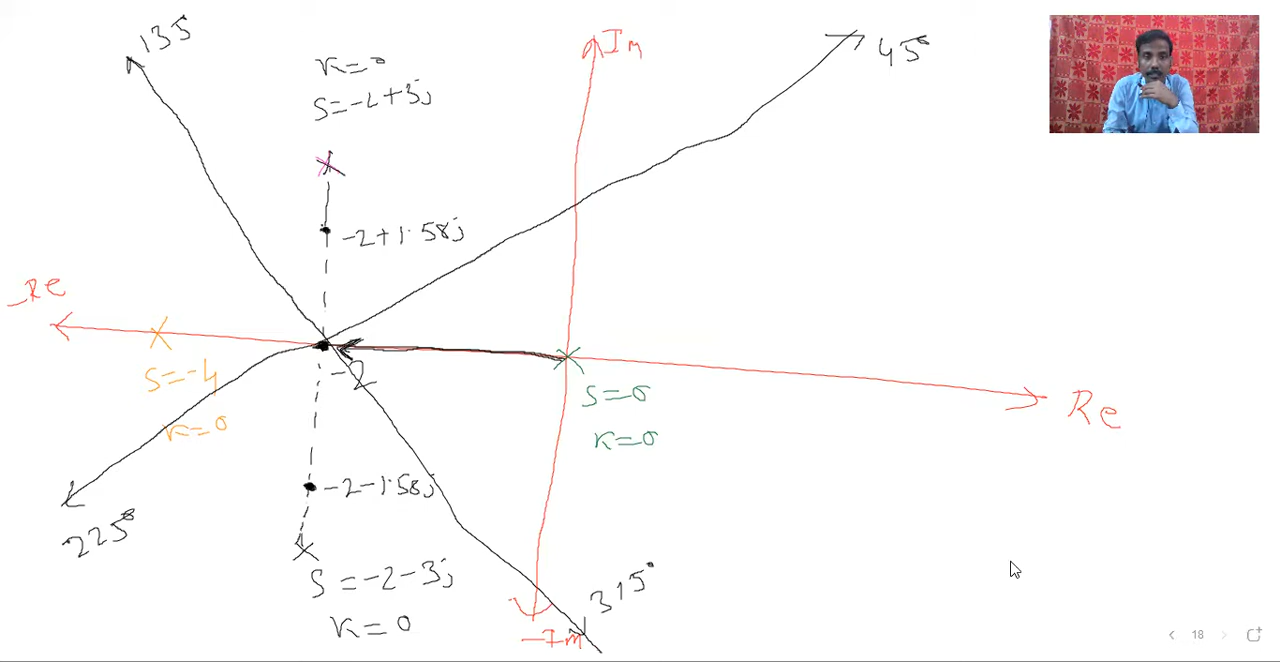 135
K=0
S=-2+3j
Im
45°
-2+1.58j
-Re
S=-4
K=0
-2
S=0
K=0
Re
-2-1.58j
225°
S=-2-3j
K=0
315°
-Im
18